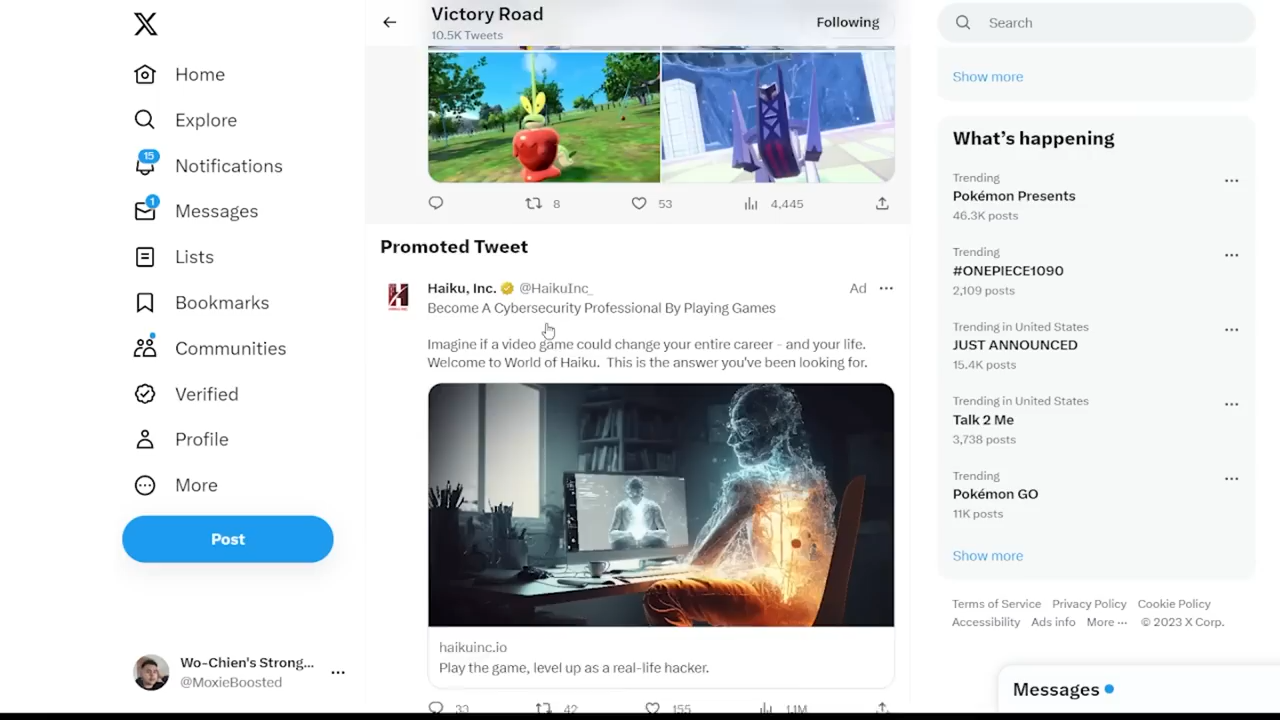 Home
Explore
15
Notifications
1
Messages
Lists
Bookmarks
Communities
Verified
Profile
More
Post
Wo-Chien's Strong...
@MoxieBoosted
Victory Road
10.5K Tweets
Following
8
53
4,445
Promoted Tweet
Haiku, Inc. @HaikuInc_
Ad
Become A Cybersecurity Professional By Playing Games
Imagine if a video game could change your entire career - and your life.
Welcome to World of Haiku. This is the answer you've been looking for.
haikuinc.io
Play the game, level up as a real-life hacker.
33
42
155
1.1M
Search
Show more
What's happening
Trending
Pokémon Presents
46.3K posts
Trending
#ONEPIECE1090
2,109 posts
Trending in United States
JUST ANNOUNCED
15.4K posts
Trending in United States
Talk 2 Me
3,738 posts
Trending
Pokémon GO
11K posts
Show more
Terms of Service Privacy Policy Cookie Policy
Accessibility Ads info More ··· © 2023 X Corp.
Messages